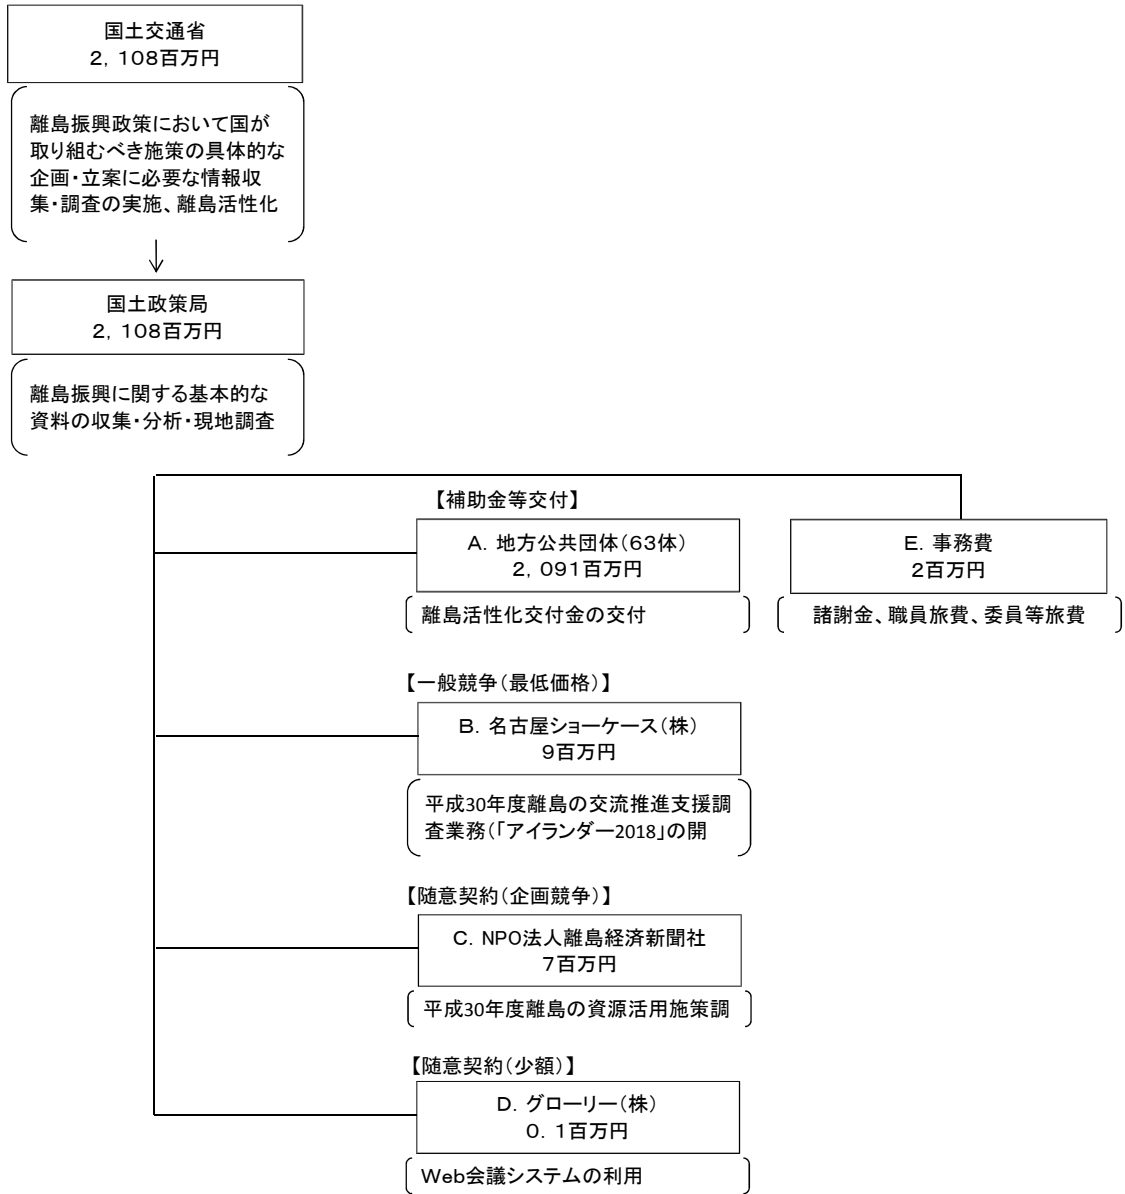 国土交通省
２，１０８百万円
離島振興政策において国が
取り組むべき施策の具体的な
企画・立案に必要な情報収
集・調査の実施、離島活性化
国土政策局
２，１０８百万円
離島振興に関する基本的な
資料の収集・分析・現地調査
【補助金等交付】
Ａ．地方公共団体（６３体）
２，０９１百万円
離島活性化交付金の交付
Ｅ．事務費
２百万円
諸謝金、職員旅費、委員等旅費
【一般競争（最低価格）】
Ｂ．名古屋ショーケース（株）
９百万円
平成30年度離島の交流推進支援調
査業務（「アイランダー2018」の開
【随意契約（企画競争）】
Ｃ．NPO法人離島経済新聞社
７百万円
平成30年度離島の資源活用施策調
【随意契約（少額）】
Ｄ．グローリー（株）
０．１百万円
Ｗｅｂ会議システムの利用